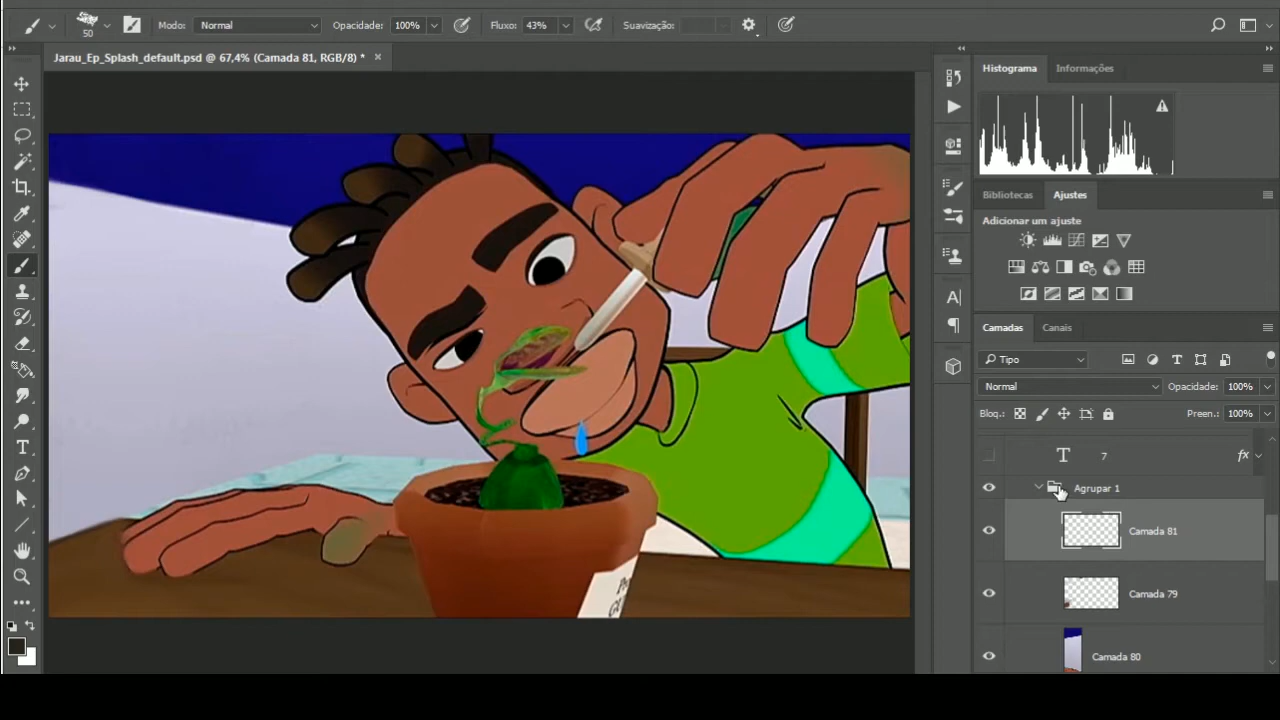 50 Modo: Normal Opacidade: 100% Fluxo: 43% Suavização:
Jarau_Ep_Splash_default.psd @ 67,4% (Camada 81, RGB/8) * ×
Histograma Informações
Bibliotecas Ajustes
Adicionar um ajuste
Camadas Canais
Tipo
Normal Opacidade: 100%
Bloq.: Preen.: 100%
T 7 fx
Agrupar 1
Camada 81
Camada 79
Camada 80